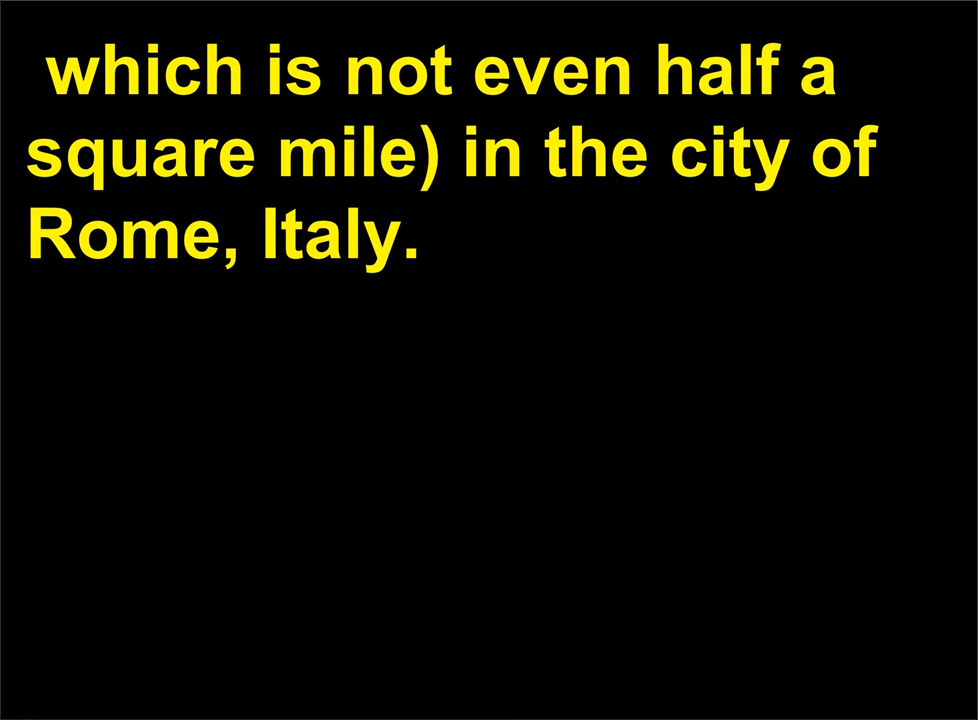 which is not even half a
square mile) in the city of
Rome, Italy.